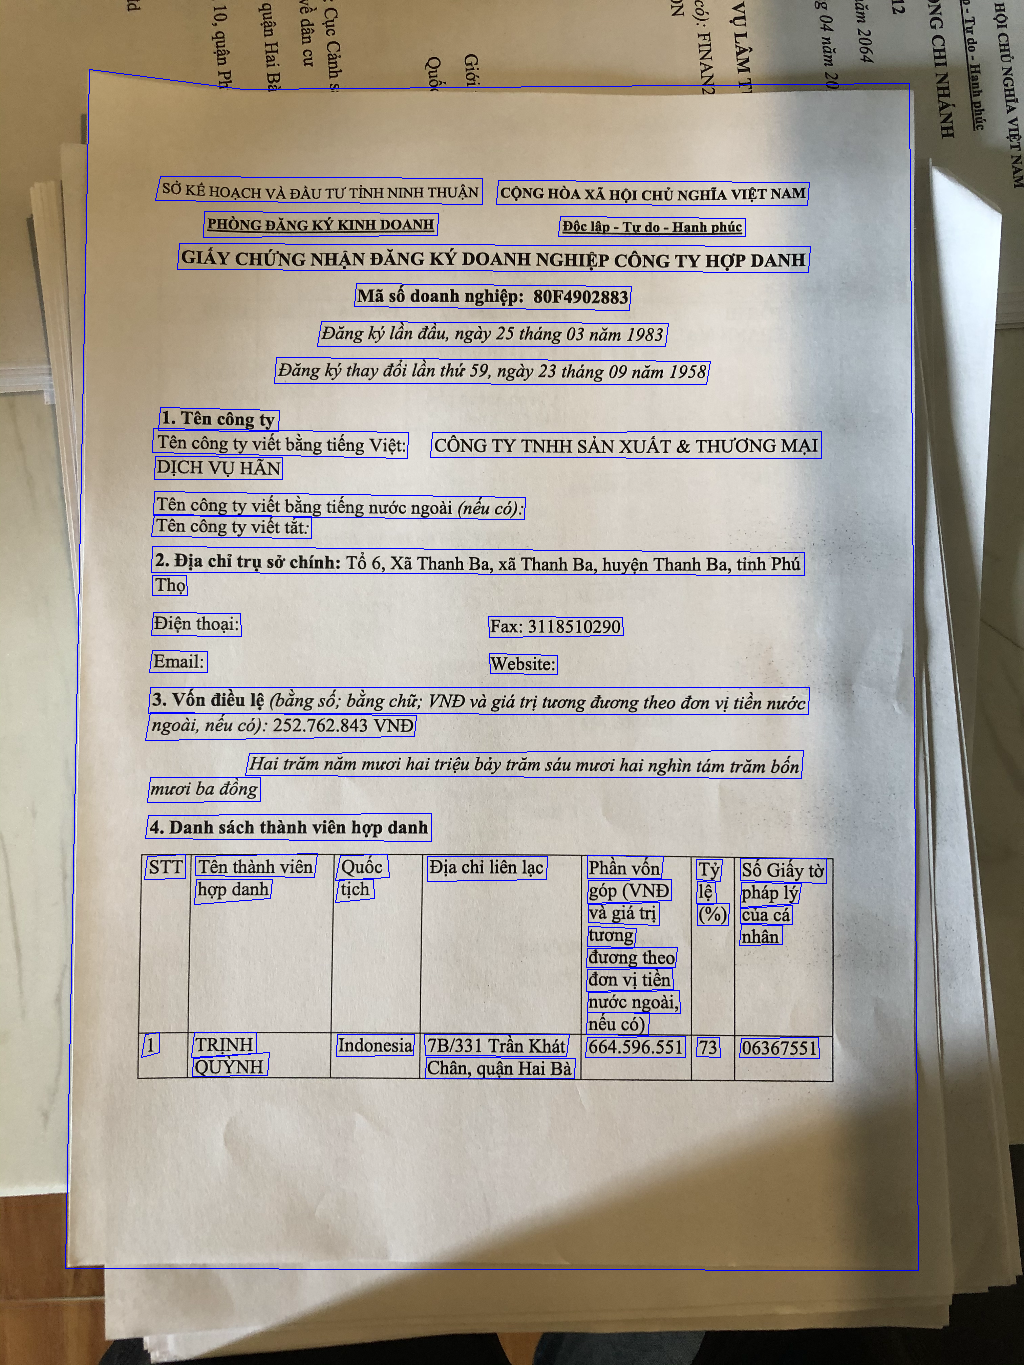 SỞ KẾ HOẠCH VÀ ĐẦU TƯ TỈNH NINH THUẬN
CỘNG HÒA XÃ HỘI CHỦ NGHĨA VIỆT NAM
PHÒNG ĐĂNG KÝ KINH DOANH
Độc lập - Tự do - Hạnh phúc
GIẤY CHỨNG NHẬN ĐĂNG KÝ DOANH NGHIỆP CÔNG TY HỢP DANH
Mã số doanh nghiệp: 80F4902883
Đăng ký lần đầu, ngày 25 tháng 03 năm 1983
Đăng ký thay đổi lần thứ 59, ngày 23 tháng 09 năm 1958
1. Tên công ty
Tên công ty viết bằng tiếng Việt: CÔNG TY TNHH SẢN XUẤT & THƯƠNG MẠI
DỊCH VỤ HÃN
Tên công ty viết bằng tiếng nước ngoài (nếu có):
Tên công ty viết tắt:
2. Địa chỉ trụ sở chính: Tổ 6, Xã Thanh Ba, xã Thanh Ba, huyện Thanh Ba, tỉnh Phú
Thọ
Điện thoại:
Fax: 3118510290
Email:
Website:
3. Vốn điều lệ (bằng số; bằng chữ; VNĐ và giá trị tương đương theo đơn vị tiền nước
ngoài, nếu có): 252.762.843 VNĐ
Hai trăm năm mươi hai triệu bảy trăm sáu mươi hai nghìn tám trăm bốn
mươi ba đồng
4. Danh sách thành viên hợp danh
STT
Tên thành viên
hợp danh
Quốc
tịch
Địa chỉ liên lạc
Phần vốn
góp (VNĐ
và giá trị
tương
đương theo
đơn vị tiền
nước ngoài,
nếu có)
Tỷ
lệ
(%)
Số Giấy tờ
pháp lý
của cá
nhân
1
TRỊNH
QUỲNH
Indonesia
7B/331 Trần Khát
Chân, quận Hai Bà
664.596.551
73
06367551